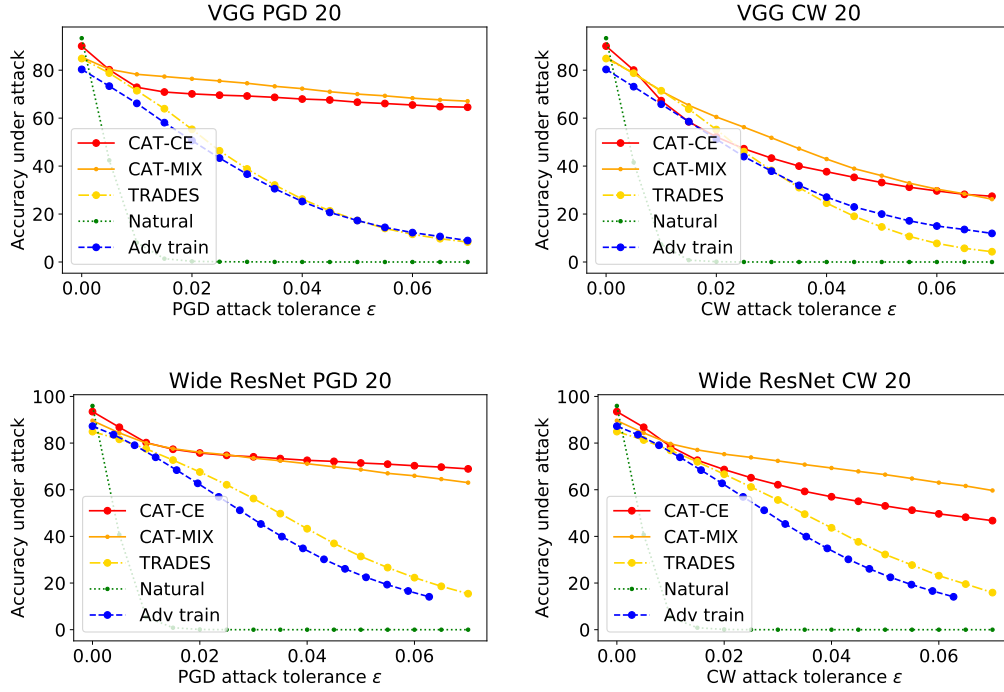 VGG PGD 20
Accuracy under attack
80
60
40
20
0
CAT-CE
CAT-MIX
TRADES
Natural
Adv train
0.00 0.02 0.04 0.06
PGD attack tolerance ε
VGG CW 20
Accuracy under attack
80
60
40
20
0
CAT-CE
CAT-MIX
TRADES
Natural
Adv train
0.00 0.02 0.04 0.06
CW attack tolerance ε
Wide ResNet PGD 20
Accuracy under attack
100
80
60
40
20
0
CAT-CE
CAT-MIX
TRADES
Natural
Adv train
0.00 0.02 0.04 0.06
PGD attack tolerance ε
Wide ResNet CW 20
Accuracy under attack
100
80
60
40
20
0
CAT-CE
CAT-MIX
TRADES
Natural
Adv train
0.00 0.02 0.04 0.06
CW attack tolerance ε